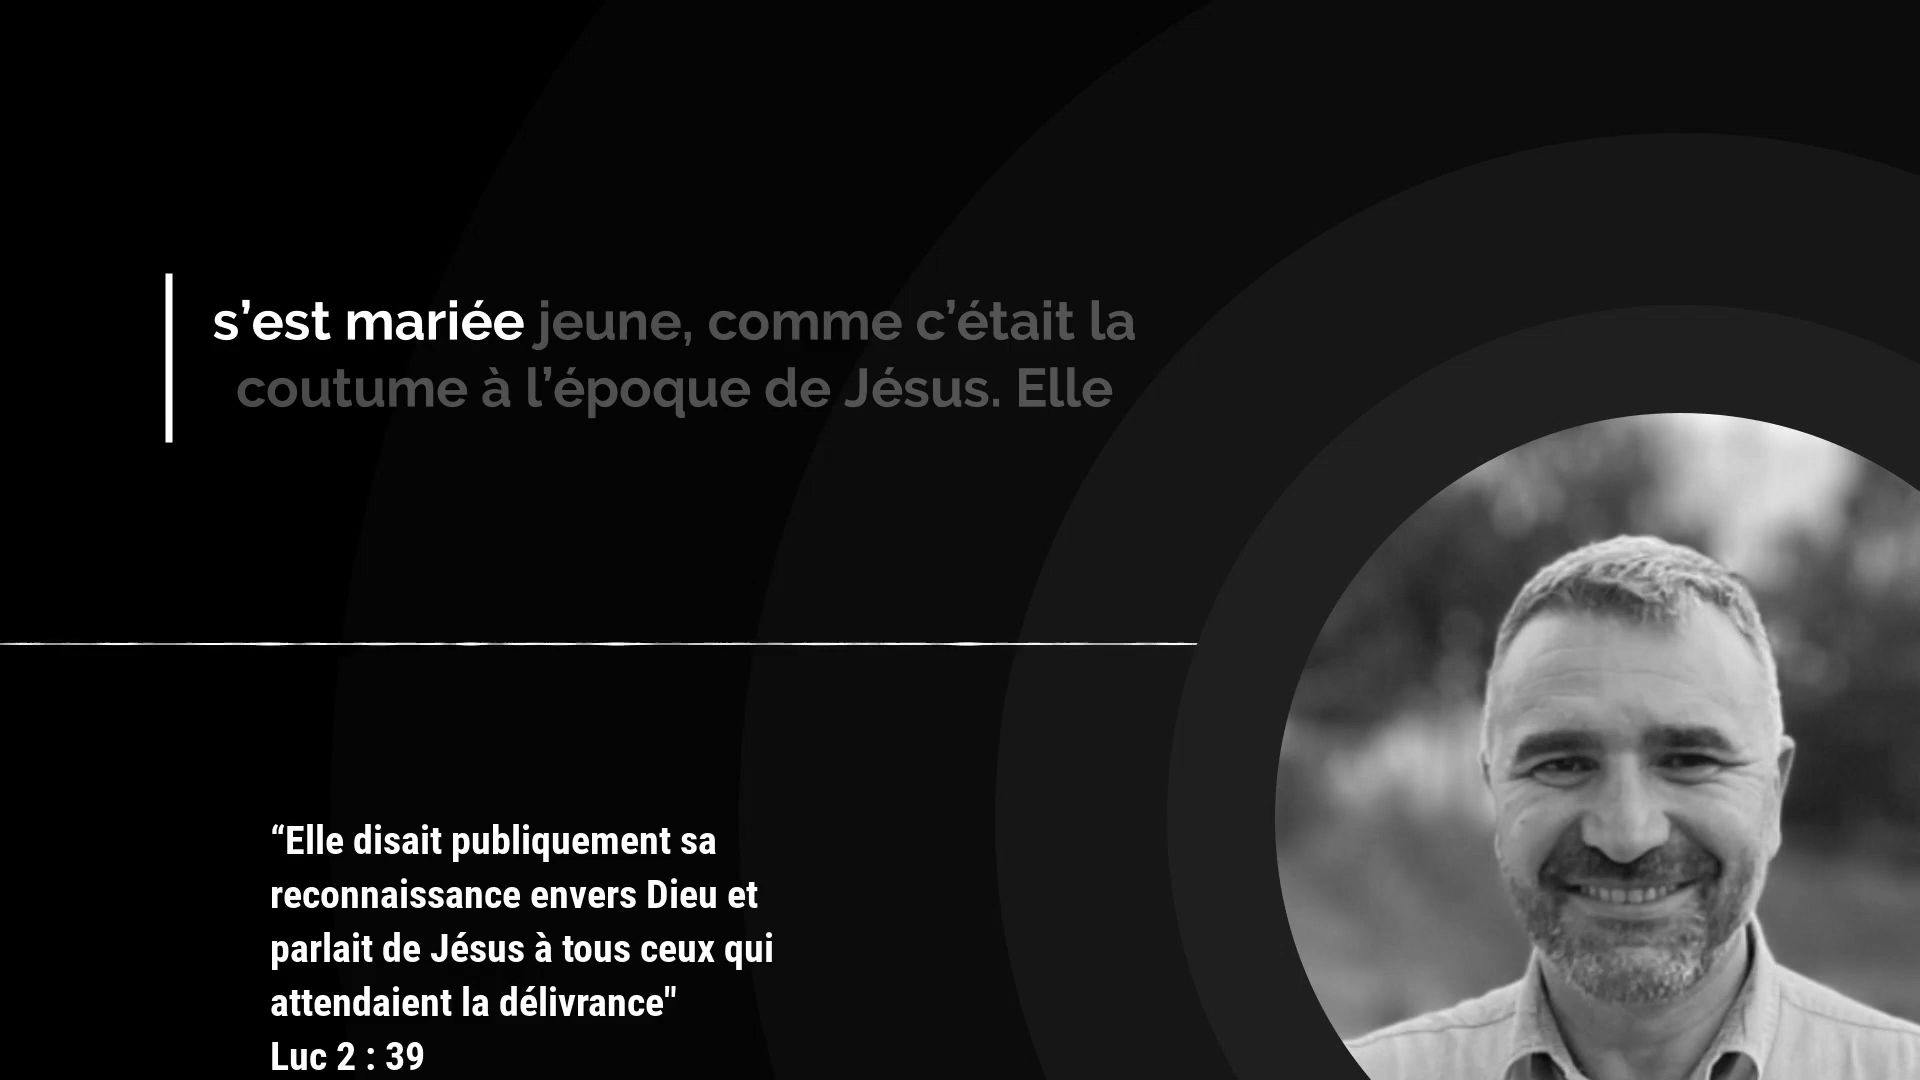 s’est mariée jeune, comme c’était la
coutume à l’époque de Jésus. Elle
“Elle disait publiquement sa
reconnaissance envers Dieu et
parlait de Jésus à tous ceux qui
attendaient la délivrance"
Luc 2 : 39